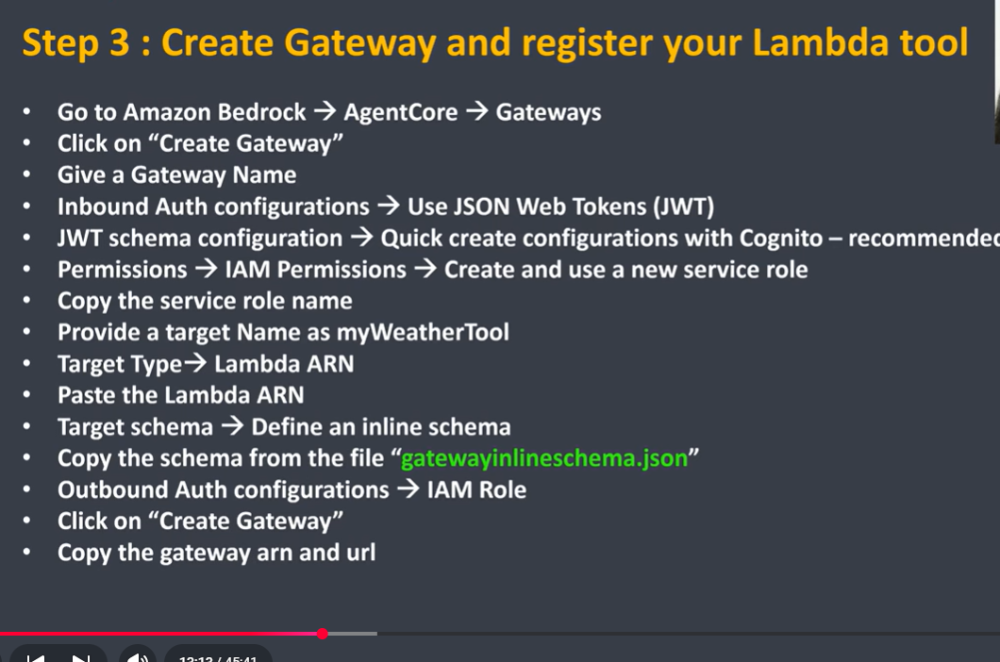 Step 3 : Create Gateway and register your Lambda tool
• Go to Amazon Bedrock → AgentCore → Gateways
• Click on “Create Gateway”
• Give a Gateway Name
• Inbound Auth configurations → Use JSON Web Tokens (JWT)
• JWT schema configuration → Quick create configurations with Cognito – recommended
• Permissions → IAM Permissions → Create and use a new service role
• Copy the service role name
• Provide a target Name as myWeatherTool
• Target Type→ Lambda ARN
• Paste the Lambda ARN
• Target schema → Define an inline schema
• Copy the schema from the file “gatewayinlineschema.json”
• Outbound Auth configurations → IAM Role
• Click on “Create Gateway”
• Copy the gateway arn and url